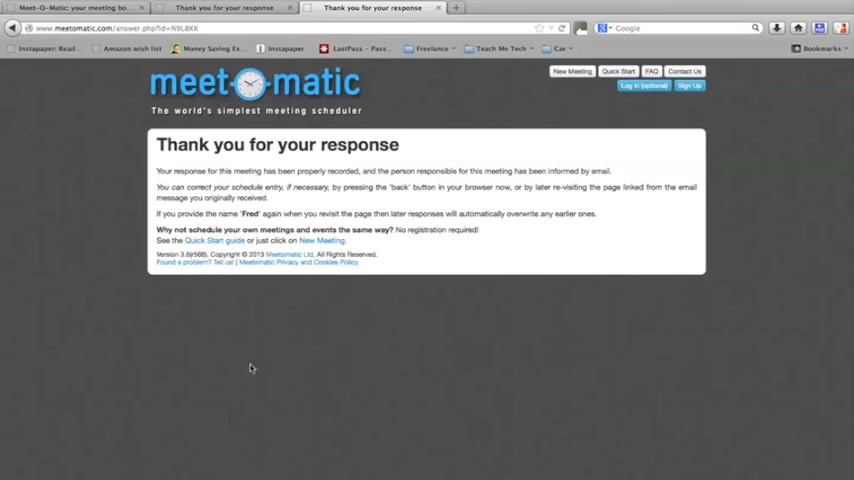 Meet-O-Matic: your meeting bo...
Thank you for your response
Thank you for your response
www.meetomatic.com/answer.php?id=N9L8KK
Google
Instapaper: Read...
Amazon wish list
Money Saving Ex...
Instapaper
LastPass - Pass...
Freelance
Teach Me Tech
Car
Bookmarks
meet-o-matic
The world's simplest meeting scheduler
New Meeting
Quick Start
FAQ
Contact Us
Log in (optional)
Sign Up
Thank you for your response
Your response for this meeting has been properly recorded, and the person responsible for this meeting has been informed by email.
You can correct your schedule entry, if necessary, by pressing the 'back' button in your browser now, or by later re-visiting the page linked from the email
message you originally received.
If you provide the name 'Fred' again when you revisit the page then later responses will automatically overwrite any earlier ones.
Why not schedule your own meetings and events the same way? No registration required!
See the Quick Start guide or just click on New Meeting.
Version 3.8(r568). Copyright © 2013 Meetomatic Ltd. All Rights Reserved.
Found a problem? Tell us! | Meetomatic Privacy and Cookies Policy